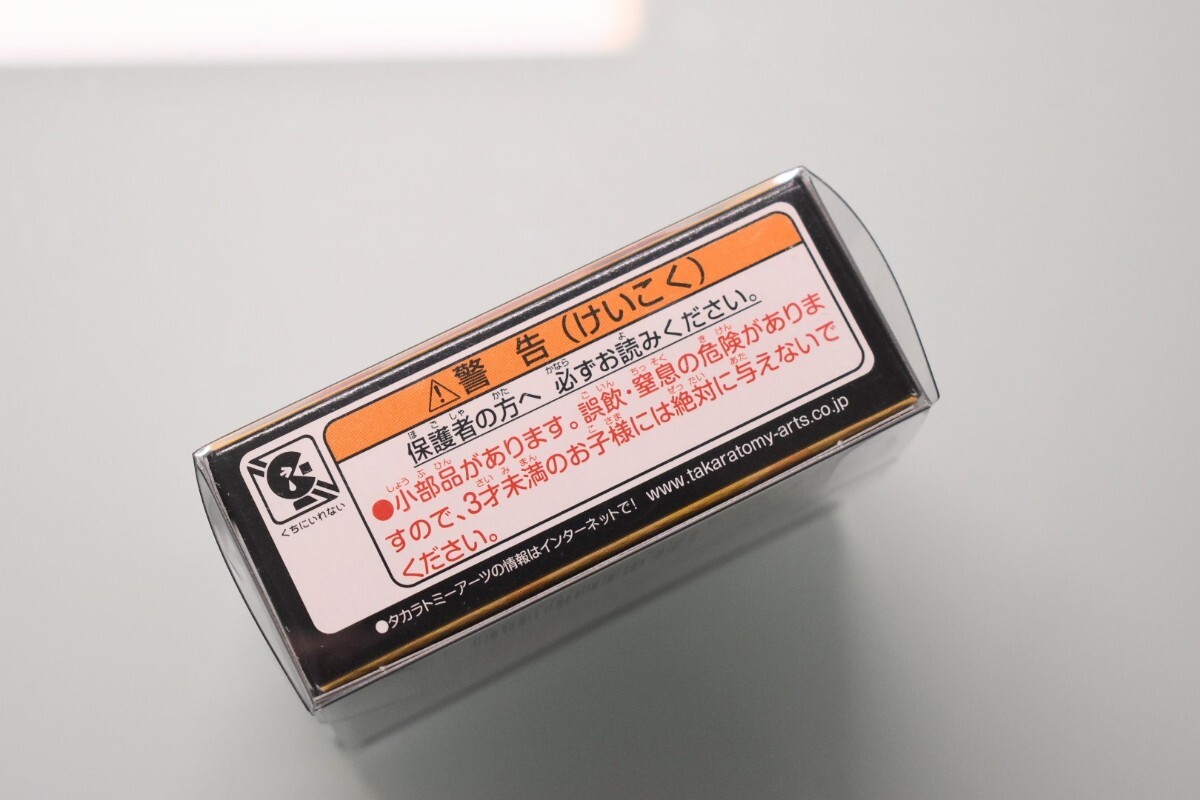 ⚠警告(けいこく)
保護者の方へ 必ずお読みください。
●小部品があります。誤飲・窒息の危険がありま
すので、3才未満のお子様には絶対に与えないで
ください。
くちにいれない
●タカラトミーアーツの情報はインターネットで! www.takaratomy-arts.co.jp